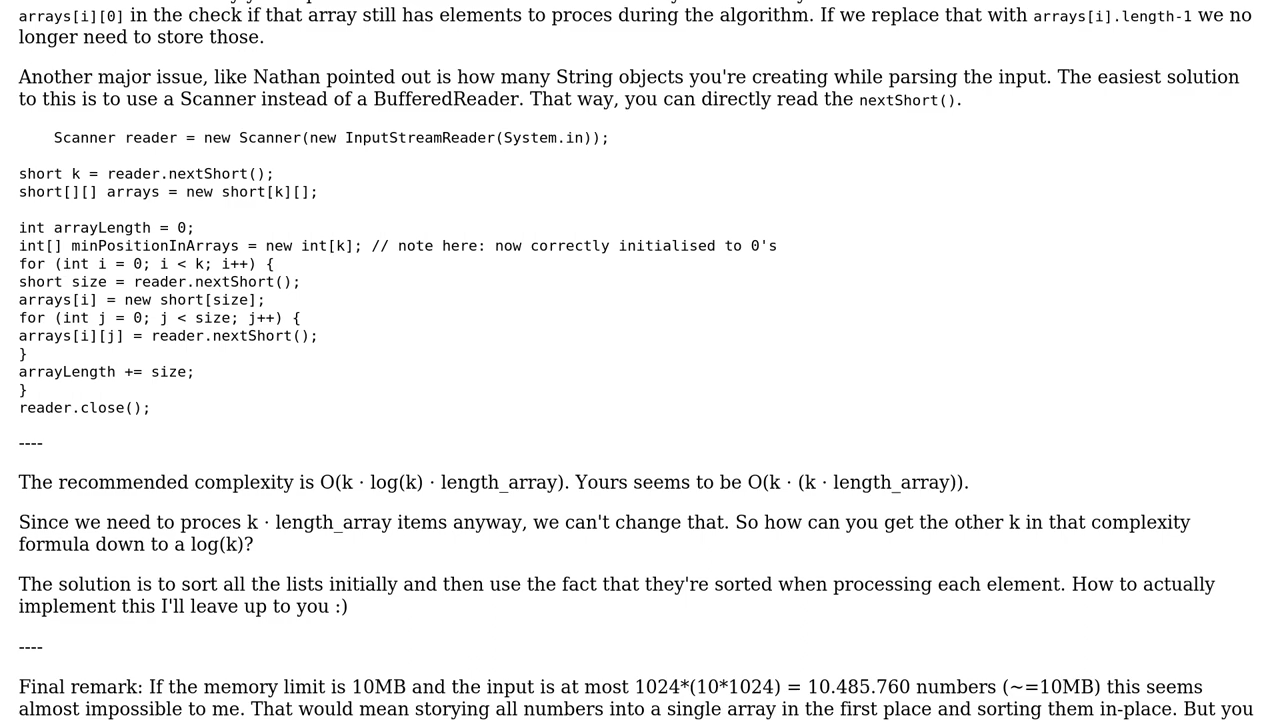 arrays[i][0] in the check if that array still has elements to proces during the algorithm. If we replace that with arrays[i].length-1 we no
longer need to store those.
Another major issue, like Nathan pointed out is how many String objects you're creating while parsing the input. The easiest solution
to this is to use a Scanner instead of a BufferedReader. That way, you can directly read the nextShort().
Scanner reader = new Scanner(new InputStreamReader(System.in));
short k = reader.nextShort();
short[][] arrays = new short[k][];
int arrayLength = 0;
int[] minPositionInArrays = new int[k]; // note here: now correctly initialised to 0's
for (int i = 0; i < k; i++) {
short size = reader.nextShort();
arrays[i] = new short[size];
for (int j = 0; j < size; j++) {
arrays[i][j] = reader.nextShort();
}
arrayLength += size;
}
reader.close();
----
The recommended complexity is O(k · log(k) · length_array). Yours seems to be O(k · (k · length_array)).
Since we need to proces k · length_array items anyway, we can't change that. So how can you get the other k in that complexity
formula down to a log(k)?
The solution is to sort all the lists initially and then use the fact that they're sorted when processing each element. How to actually
implement this I'll leave up to you :)
----
Final remark: If the memory limit is 10MB and the input is at most 1024*(10*1024) = 10.485.760 numbers (~=10MB) this seems
almost impossible to me. That would mean storying all numbers into a single array in the first place and sorting them in-place. But you